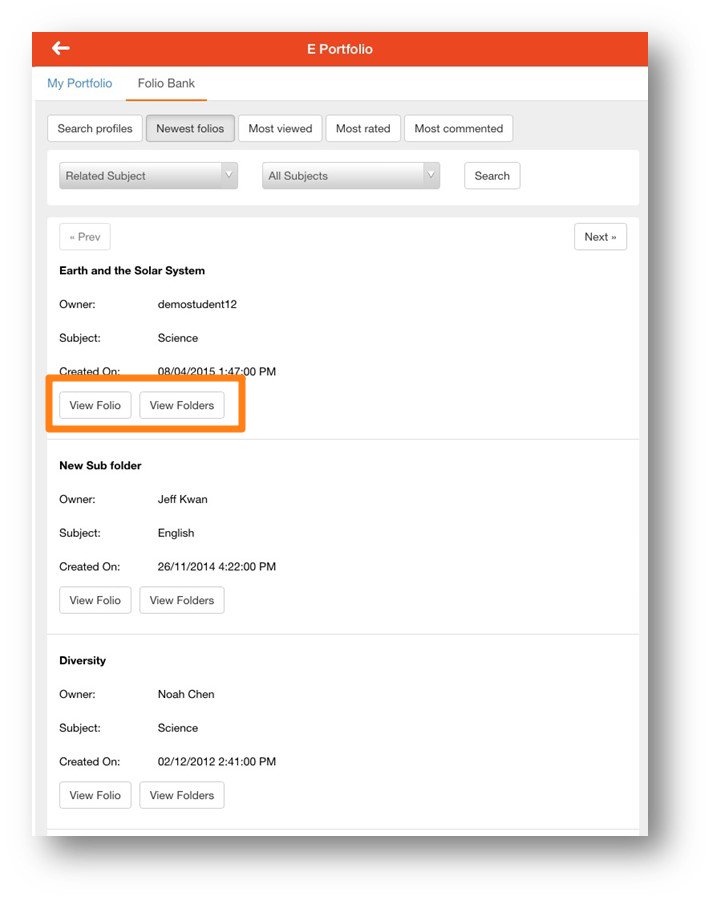 E Portfolio
My Portfolio Folio Bank
Search profiles Newest folios Most viewed Most rated Most commented
Related Subject All Subjects Search
« Prev Next »
Earth and the Solar System
Owner: demostudent12
Subject: Science
Created On: 08/04/2015 1:47:00 PM
View Folio View Folders
New Sub folder
Owner: Jeff Kwan
Subject: English
Created On: 26/11/2014 4:22:00 PM
View Folio View Folders
Diversity
Owner: Noah Chen
Subject: Science
Created On: 02/12/2012 2:41:00 PM
View Folio View Folders